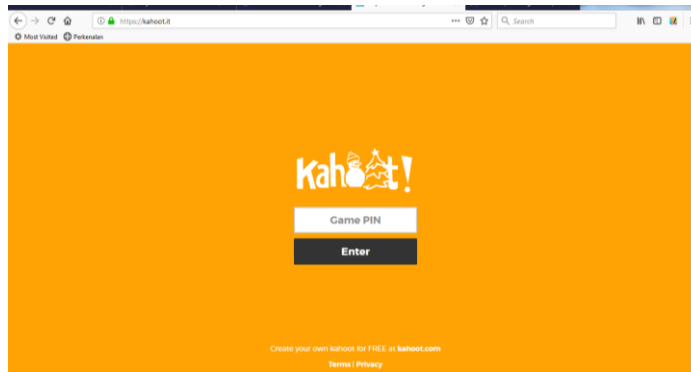 https://kahoot.it
Search
Most Visited Perkenalan
Kahoot!
Game PIN
Enter
Create your own kahoot for FREE at kahoot.com
Terms | Privacy